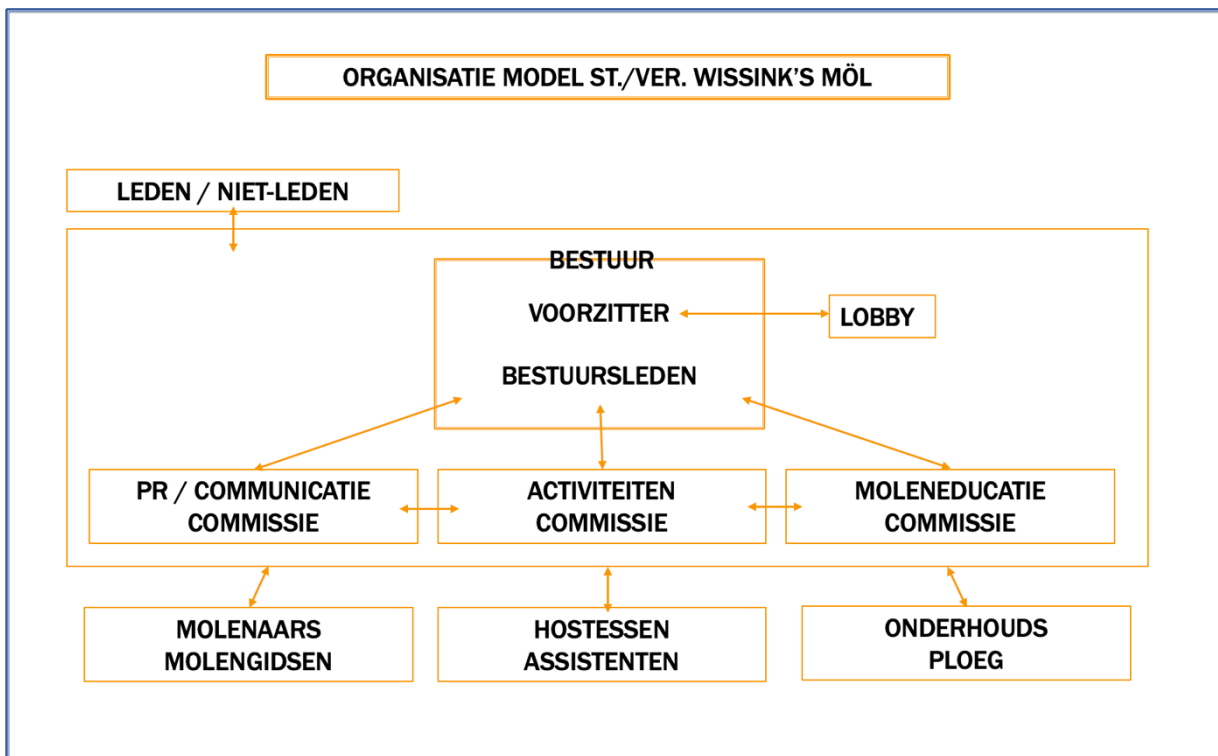 ORGANISATIE MODEL ST./VER. WISSINK'S MÖL
LEDEN / NIET-LEDEN
BESTUUR
VOORZITTER
LOBBY
BESTUURSLEDEN
PR / COMMUNICATIE
COMMISSIE
ACTIVITEITEN
COMMISSIE
MOLENEDUCATIE
COMMISSIE
MOLENAARS
MOLENGIDSEN
HOSTESSEN
ASSISTENTEN
ONDERHOUDS
PLOEG